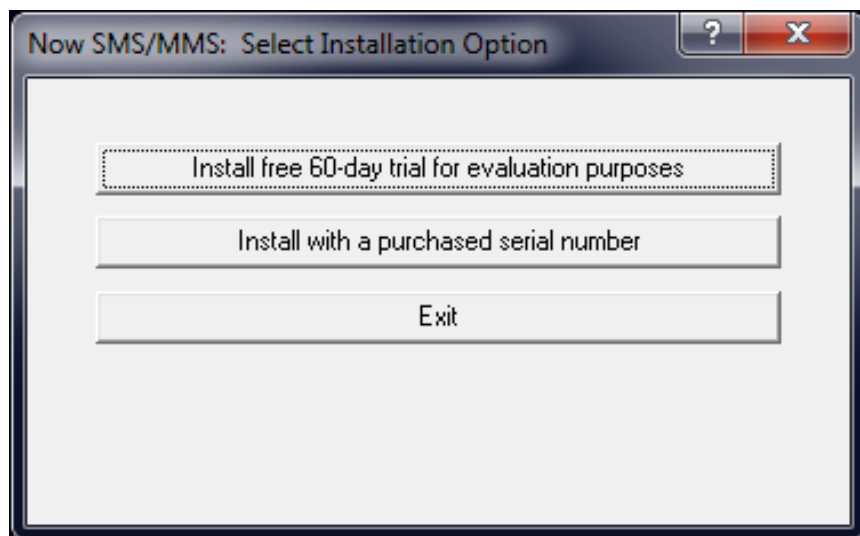 Now SMS/MMS:  Select Installation Option
?
X
Install free 60-day trial for evaluation purposes
Install with a purchased serial number
Exit